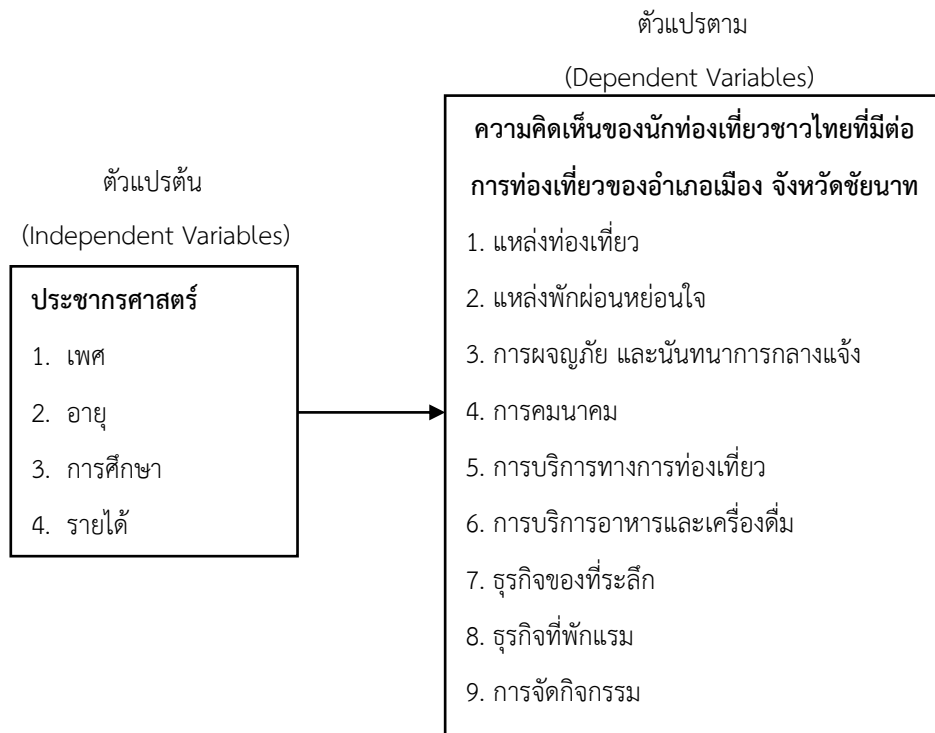 ตัวแปรต้น
(Independent Variables)
ประชากรศาสตร์
1. เพศ
2. อายุ
3. การศึกษา
4. รายได้
ตัวแปรตาม
(Dependent Variables)
ความคิดเห็นของนักท่องเที่ยวชาวไทยที่มีต่อ
การท่องเที่ยวของอำเภอเมือง จังหวัดชัยนาท
1. แหล่งท่องเที่ยว
2. แหล่งพักผ่อนหย่อนใจ
3. การผจญภัย และนันทนาการกลางแจ้ง
4. การคมนาคม
5. การบริการทางการท่องเที่ยว
6. การบริการอาหารและเครื่องดื่ม
7. ธุรกิจของที่ระลึก
8. ธุรกิจที่พักแรม
9. การจัดกิจกรรม